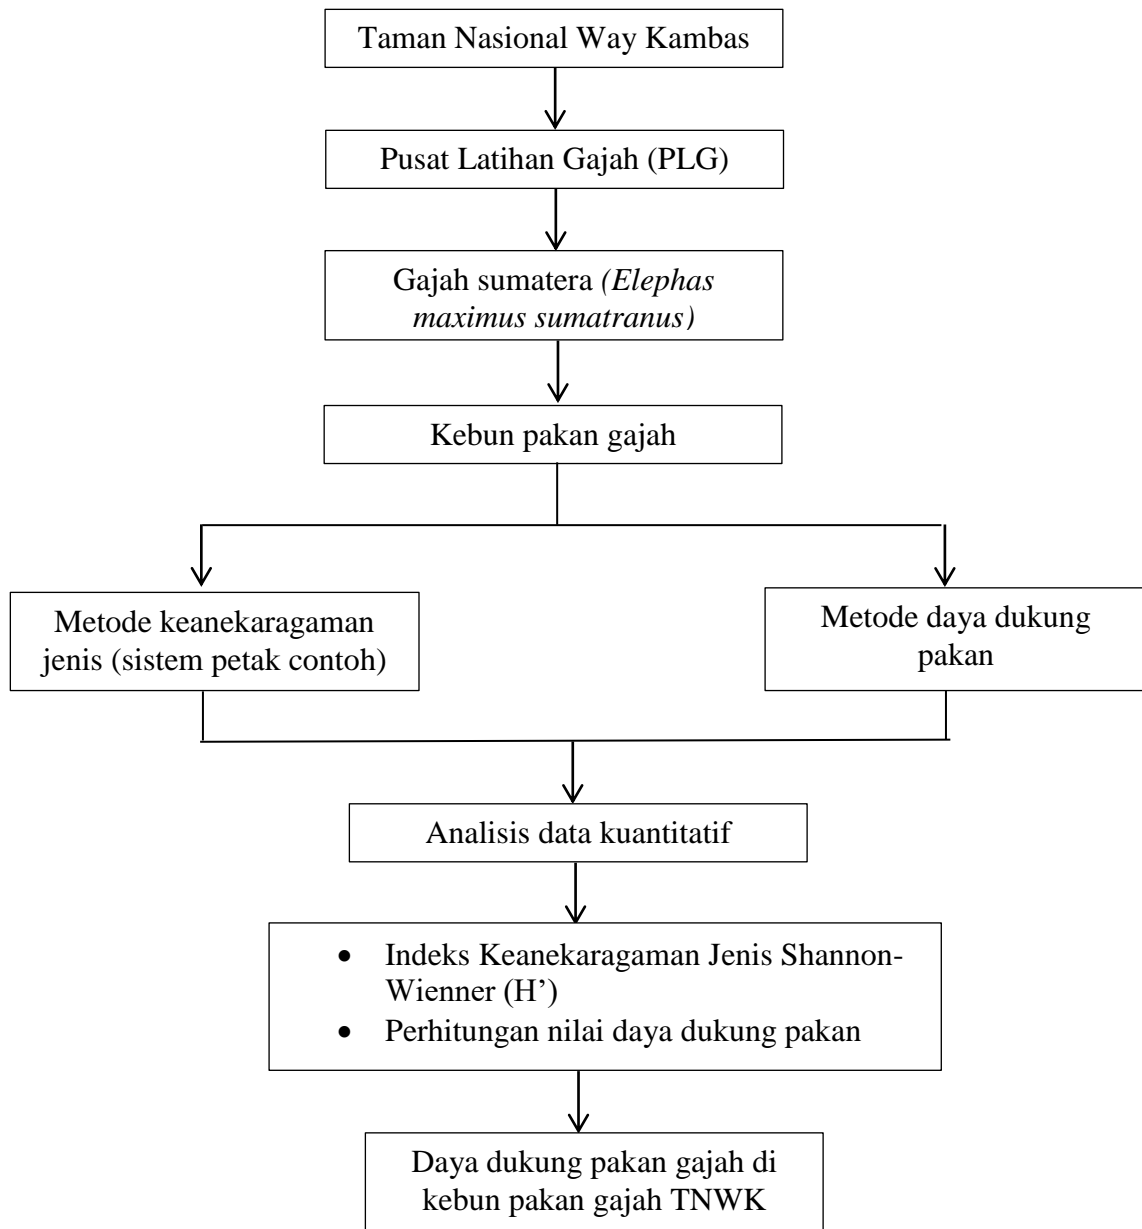 Taman Nasional Way Kambas
Pusat Latihan Gajah (PLG)
Gajah sumatera (Elephas
maximus sumatranus)
Kebun pakan gajah
Metode keanekaragaman
jenis (sistem petak contoh)
Metode daya dukung
pakan
Analisis data kuantitatif
• Indeks Keanekaragaman Jenis Shannon-
Wienner (H’)
• Perhitungan nilai daya dukung pakan
Daya dukung pakan gajah di
kebun pakan gajah TNWK